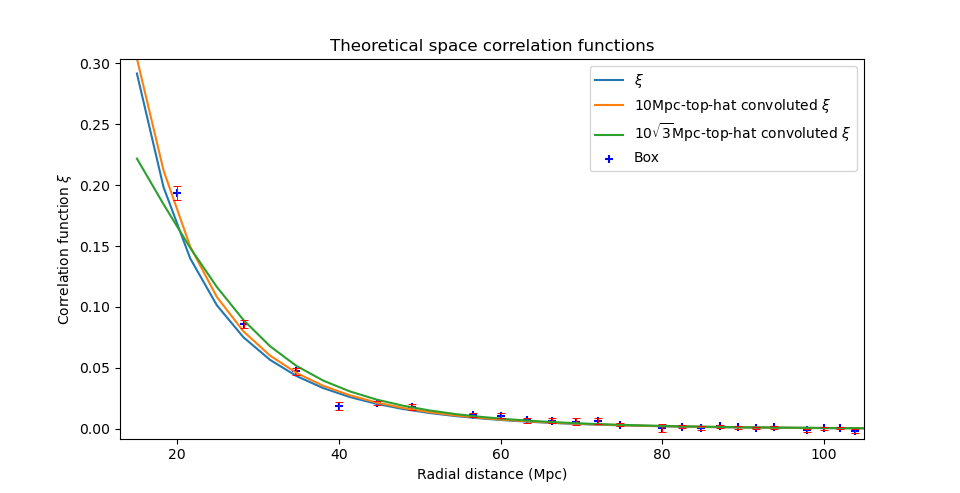 Theoretical space correlation functions
ξ
10Mpc-top-hat convoluted ξ
10√3Mpc-top-hat convoluted ξ
Box
0.30
0.25
0.20
0.15
0.10
0.05
0.00
Correlation function ξ
20 40 60 80 100
Radial distance (Mpc)